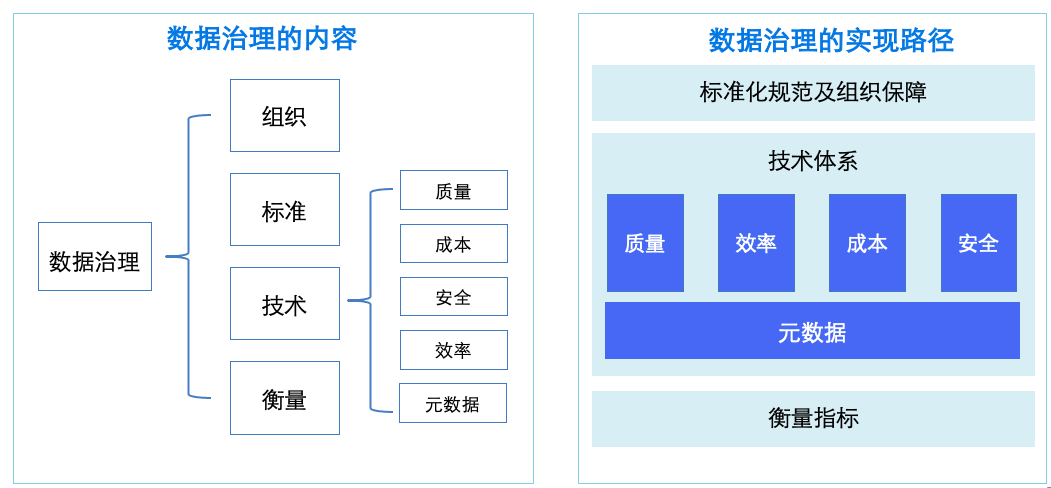 数据治理的内容
数据治理
组织
标准
技术
衡量
质量
成本
安全
效率
元数据
数据治理的实现路径
标准化规范及组织保障
技术体系
质量
效率
成本
安全
元数据
衡量指标